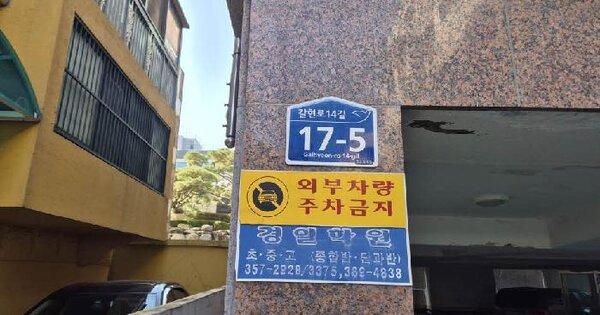 갈현로14길
17-5
Galhyeon-ro 14-gil
외부차량
주차금지
경일학원
초·중·고 (종합반·단과반)
357-2928/3375,389-4838